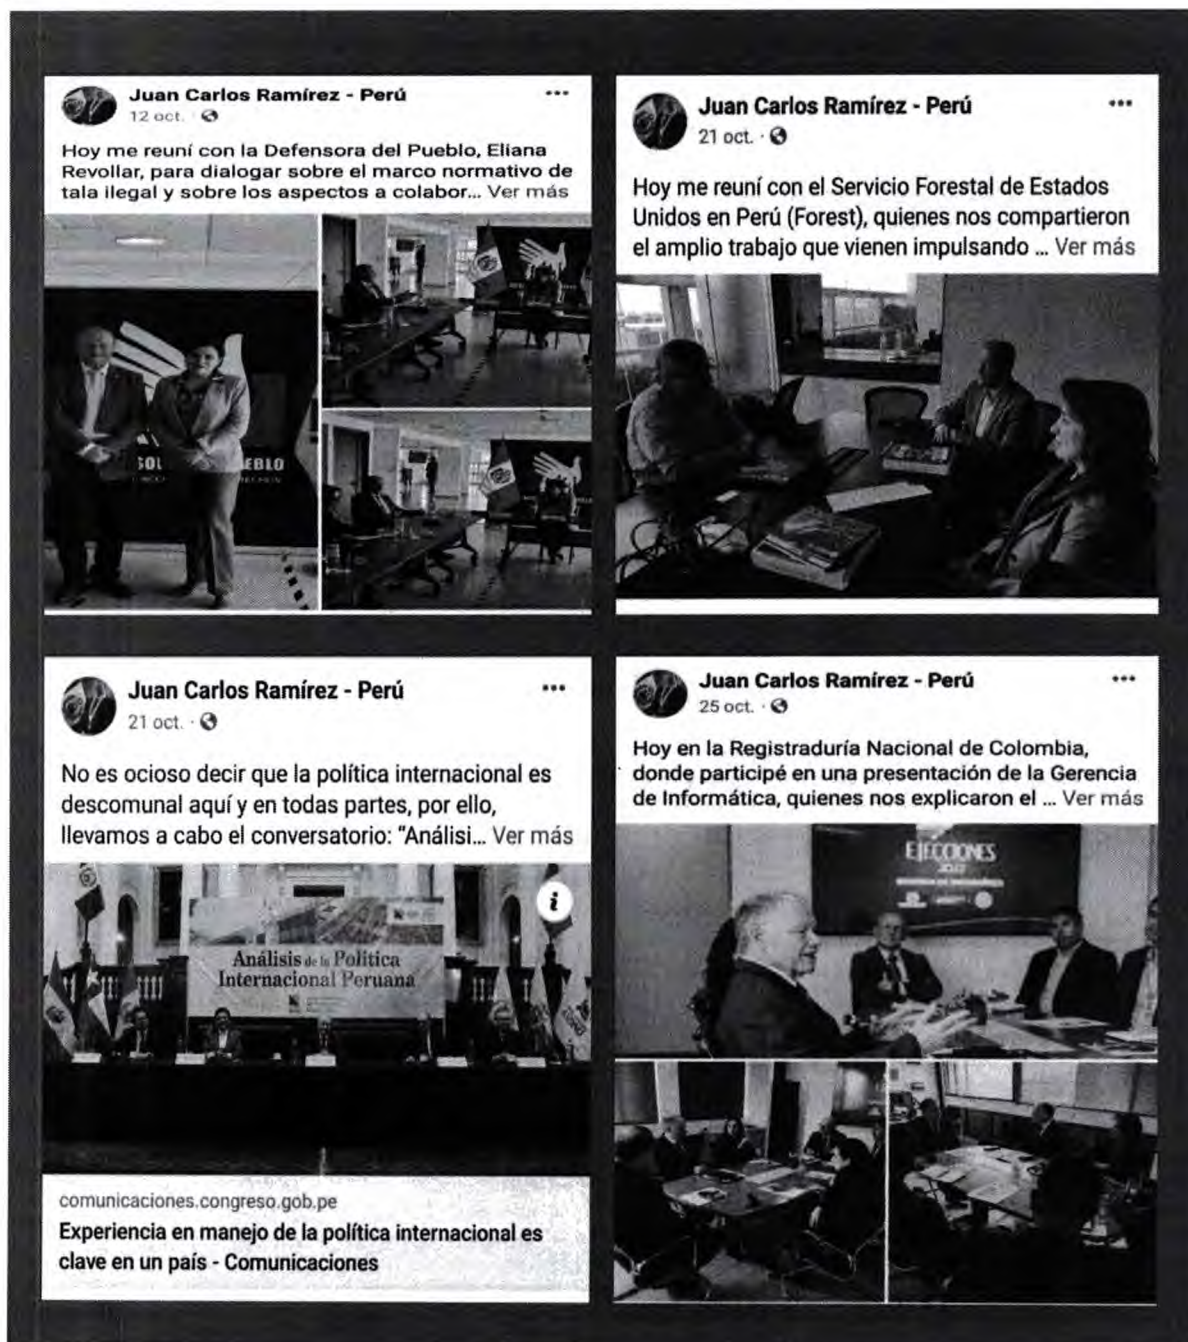 Juan Carlos Ramírez - Perú
12 oct.
Hoy me reuní con la Defensora del Pueblo, Eliana
Revollar, para dialogar sobre el marco normativo de
tala ilegal y sobre los aspectos a colabor... Ver más
EBLO
Juan Carlos Ramírez - Perú
21 oct.
Hoy me reuní con el Servicio Forestal de Estados
Unidos en Perú (Forest), quienes nos compartieron
el amplio trabajo que vienen impulsando ... Ver más
Juan Carlos Ramírez - Perú
21 oct.
No es ocioso decir que la política internacional es
descomunal aquí y en todas partes, por ello,
llevamos a cabo el conversatorio: "Análisi... Ver más
Análisis de la Política
Internacional Peruana
comunicaciones.congreso.gob.pe
Experiencia en manejo de la política internacional es
clave en un país - Comunicaciones
Juan Carlos Ramírez - Perú
25 oct.
Hoy en la Registraduría Nacional de Colombia,
donde participé en una presentación de la Gerencia
de Informática, quienes nos explicaron el ... Ver más